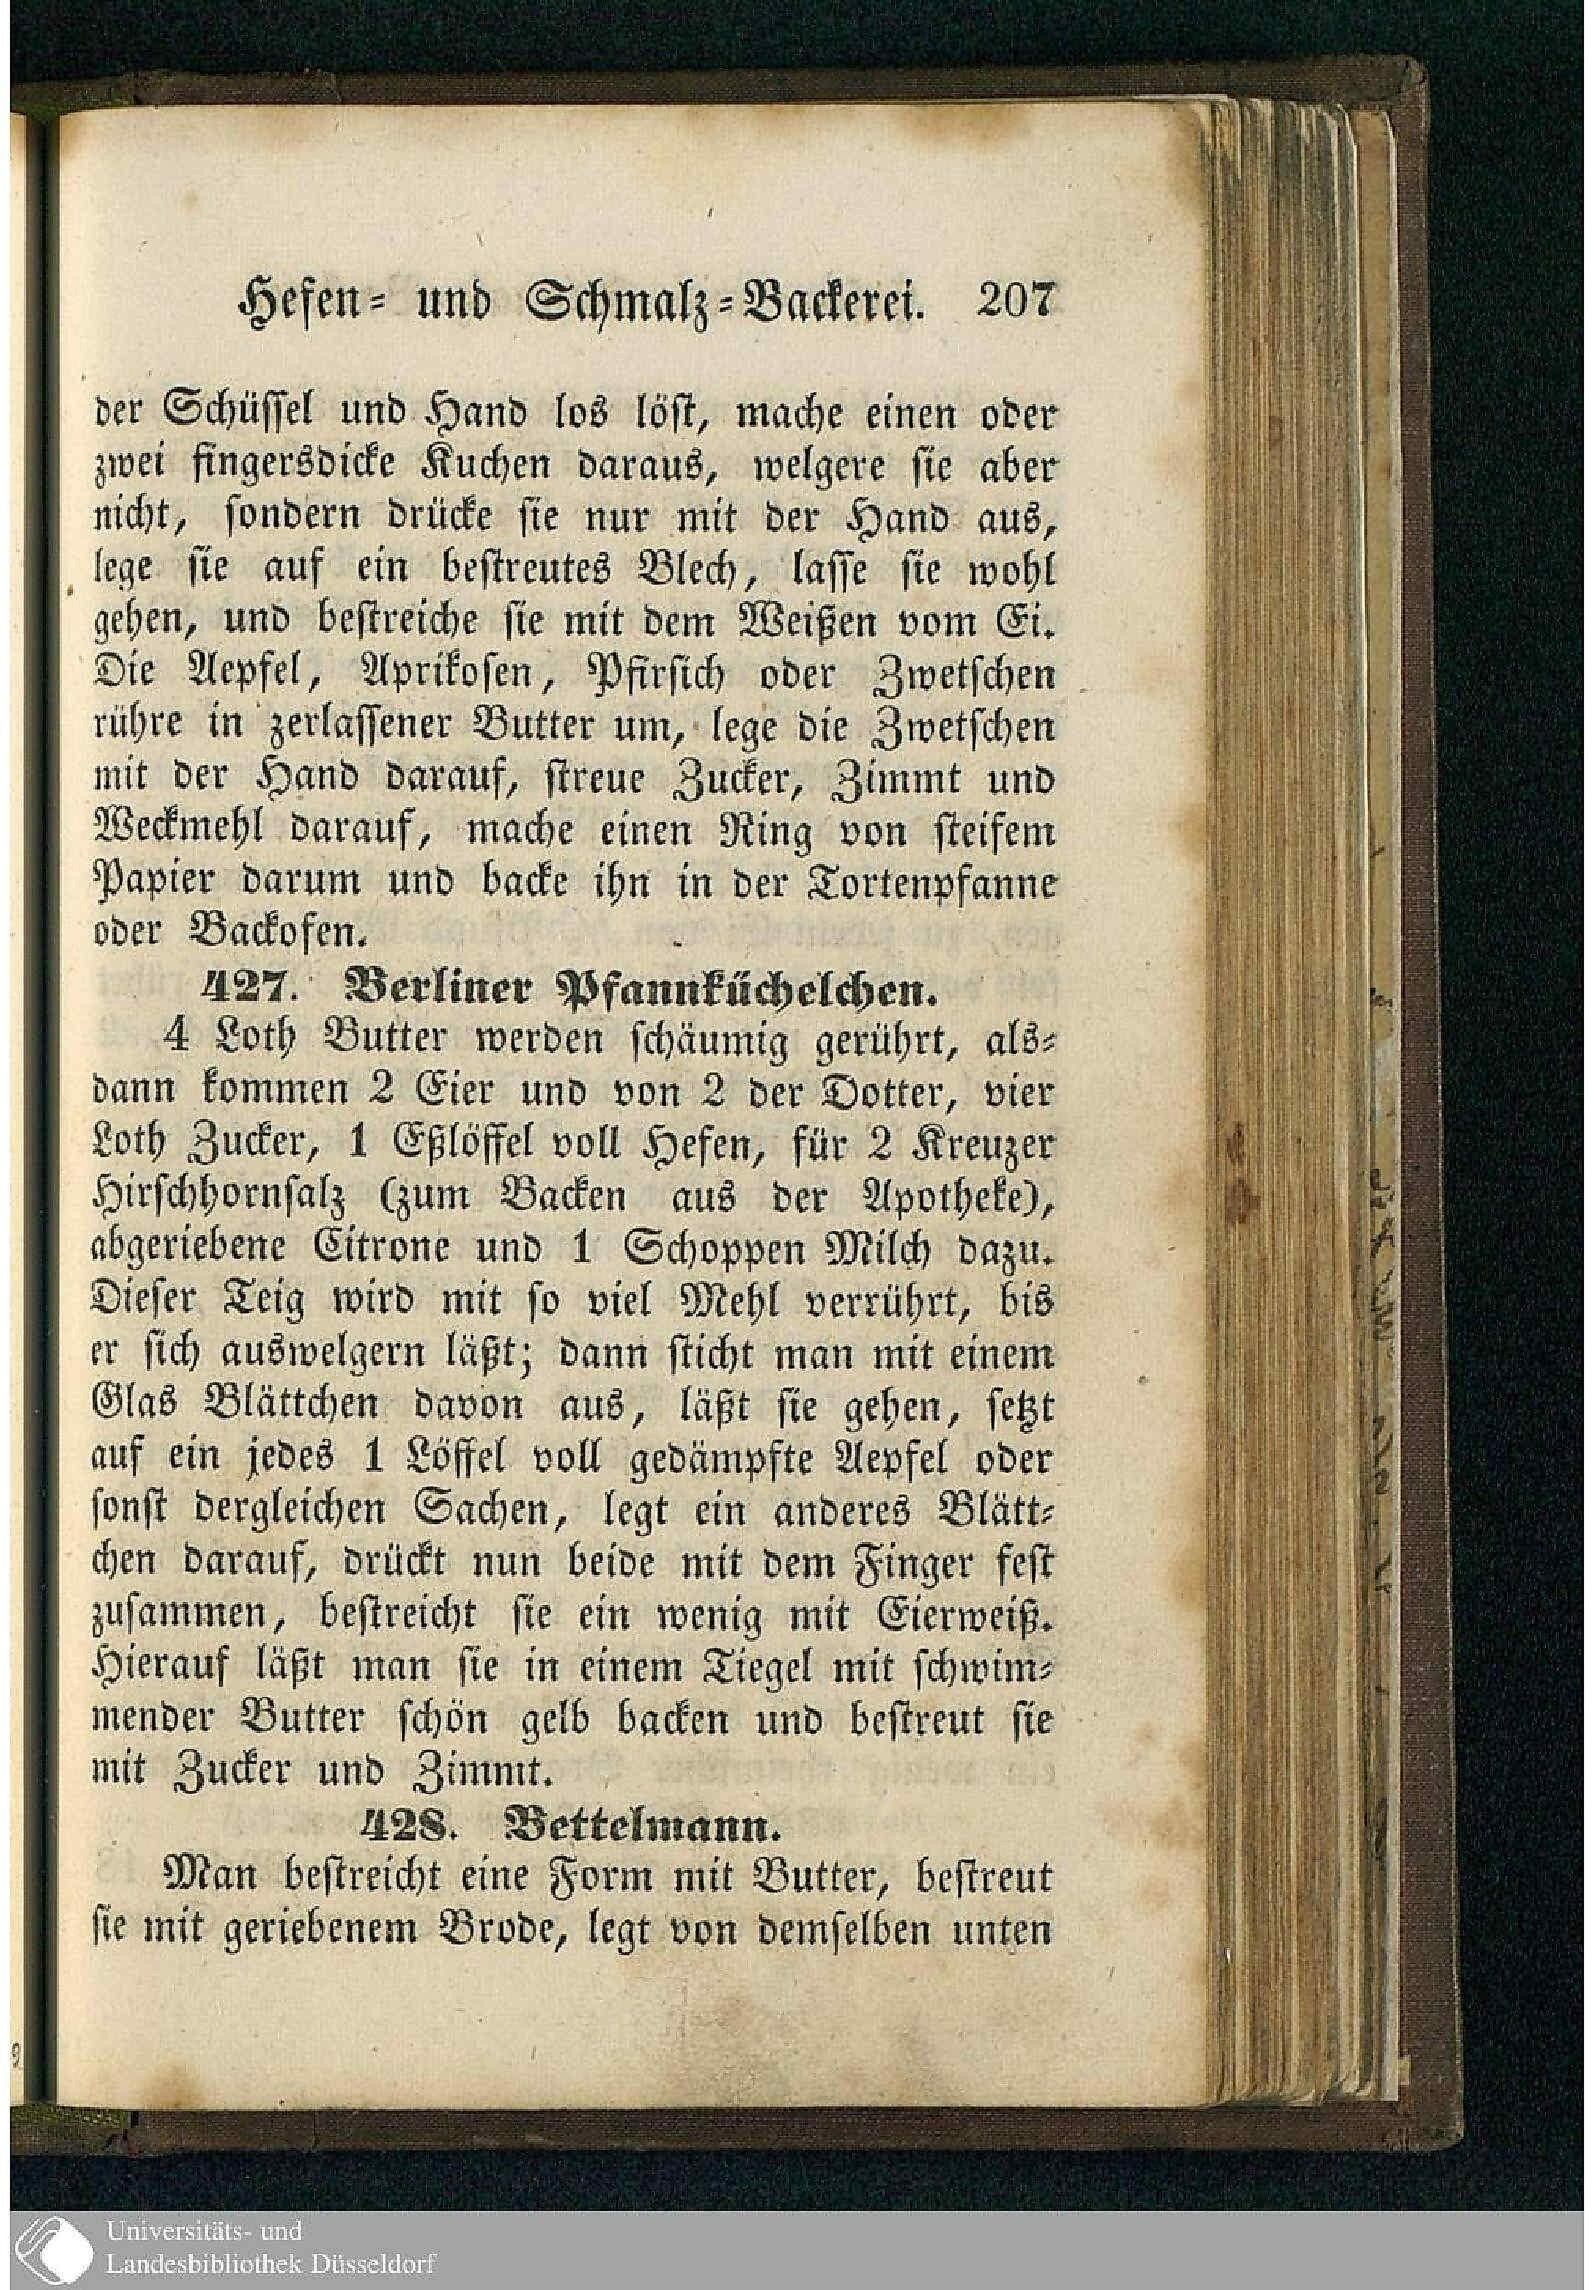 Hefen- und Schmalz-Backerei. 207
der Schüssel und Hand los löst, mache einen oder
zwei fingersdicke Kuchen daraus, welgere sie aber
nicht, sondern drücke sie nur mit der Hand aus,
lege sie auf ein bestreutes Blech, lasse sie wohl
gehen, und bestreiche sie mit dem Weißen vom Ei.
Die Aepfel, Aprikosen, Pfirsich oder Zwetschen
rühre in zerlassener Butter um, lege die Zwetschen
mit der Hand darauf, streue Zucker, Zimmt und
Weckmehl darauf, mache einen Ring von steifem
Papier darum und backe ihn in der Tortenpfanne
oder Backofen.
427. Berliner Pfannküchelchen.
4 Loth Butter werden schäumig gerührt, als-
dann kommen 2 Eier und von 2 der Dotter, vier
Loth Zucker, 1 Eßlöffel voll Hefen, für 2 Kreuzer
Hirschhornsalz (zum Backen aus der Apotheke),
abgeriebene Citrone und 1 Schoppen Milch dazu.
Dieser Teig wird mit so viel Mehl verrührt, bis
er sich auswelgern läßt; dann sticht man mit einem
Glas Blättchen davon aus, läßt sie gehen, setzt
auf ein jedes 1 Löffel voll gedämpfte Aepfel oder
sonst dergleichen Sachen, legt ein anderes Blätt-
chen darauf, drückt nun beide mit dem Finger fest
zusammen, bestreicht sie ein wenig mit Eierweiß.
Hierauf läßt man sie in einem Tiegel mit schwim-
mender Butter schön gelb backen und bestreut sie
mit Zucker und Zimmt.
428. Bettelmann.
Man bestreicht eine Form mit Butter, bestreut
sie mit geriebenem Brode, legt von demselben unten
Universitäts- und
Landesbibliothek Düsseldorf